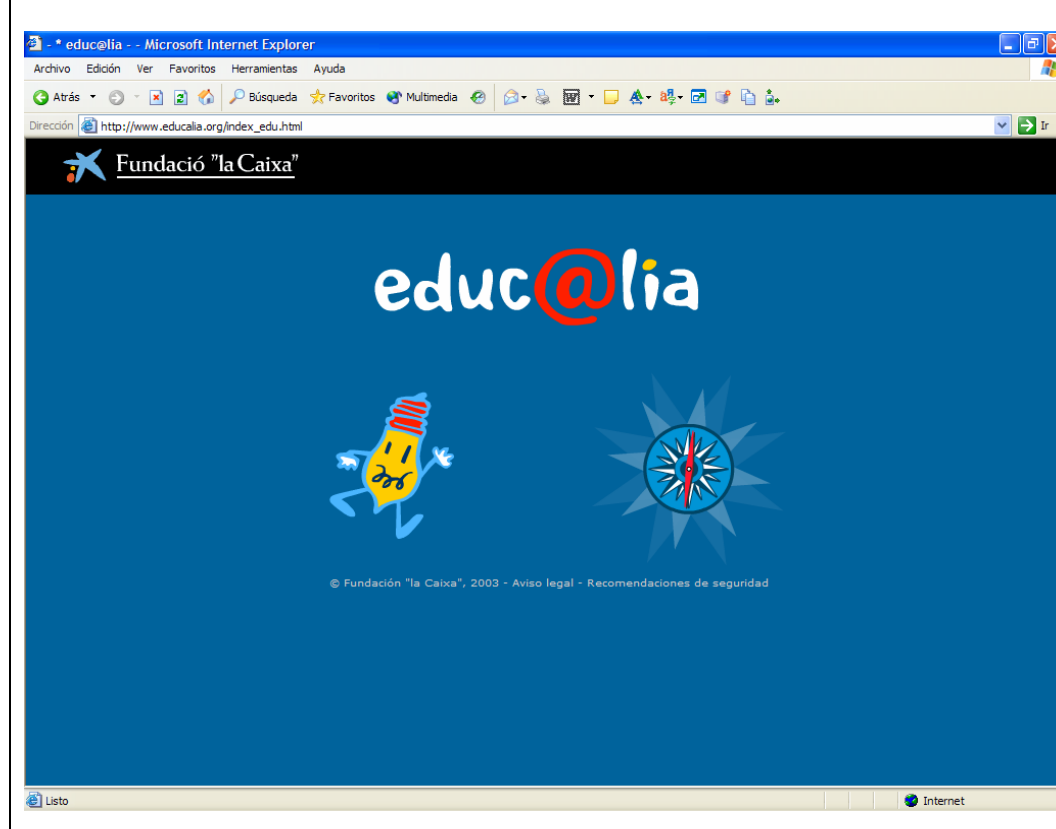 - * educ@lia - - Microsoft Internet Explorer
Archivo Edición Ver Favoritos Herramientas Ayuda
Atrás Búsqueda Favoritos Multimedia
Dirección http://www.educalia.org/index_edu.html Ir
Fundació "la Caixa"
educ@lia
© Fundación "la Caixa", 2003 - Aviso legal - Recomendaciones de seguridad
Listo Internet